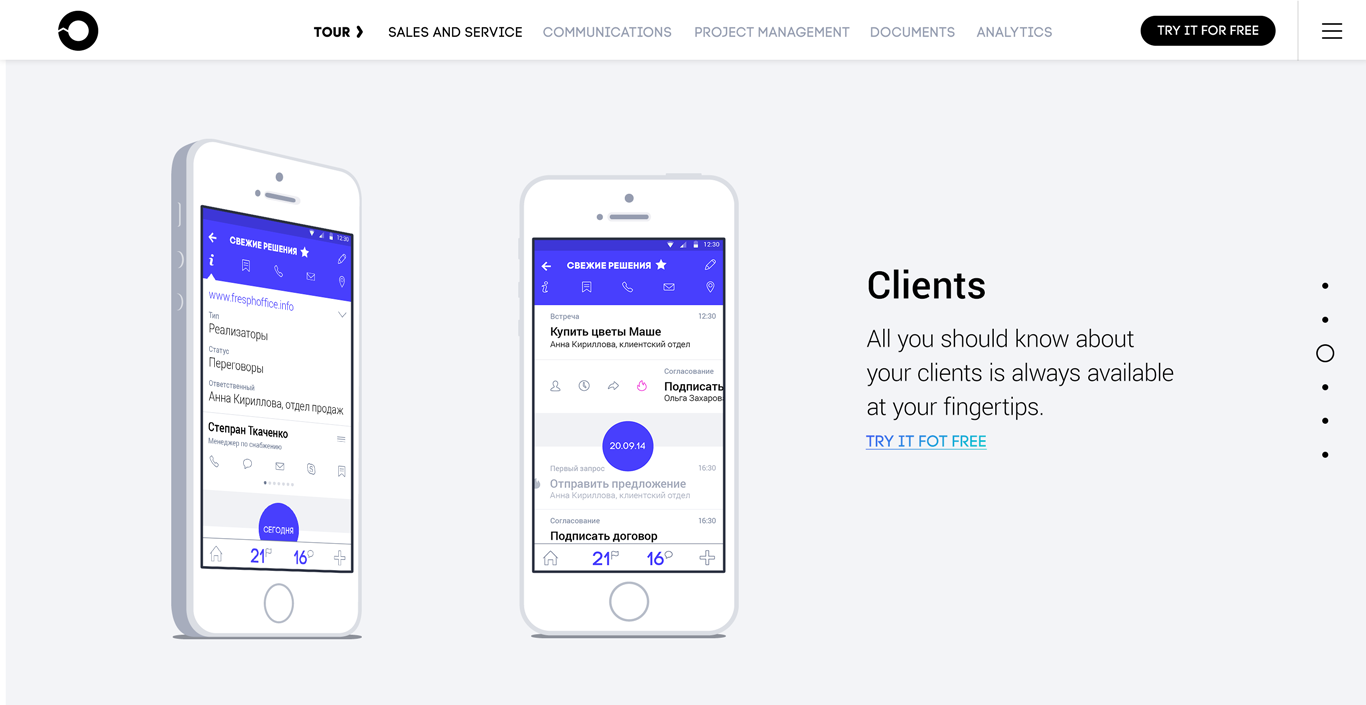 TOUR
SALES AND SERVICE
COMMUNICATIONS
PROJECT MANAGEMENT
DOCUMENTS
ANALYTICS
TRY IT FOR FREE
12:30
СВЕЖИЕ РЕШЕНИЯ
www.fresphoffice.info
Тип
Реализаторы
Статус
Переговоры
Ответственный
Анна Кириллова, отдел продаж
Степран Ткаченко
Менеджер по снабжению
СЕГОДНЯ
21 16
12:30
СВЕЖИЕ РЕШЕНИЯ
Встреча 12:30
Купить цветы Маше
Анна Кириллова, клиентский отдел
Согласование
Подписать
Ольга Захаров
20.09.14
Первый запрос 16:30
Отправить предложение
Анна Кириллова, клиентский отдел
Согласование 16:30
Подписать договор
21 16
Clients
All you should know about
your clients is always available
at your fingertips.
TRY IT FOT FREE